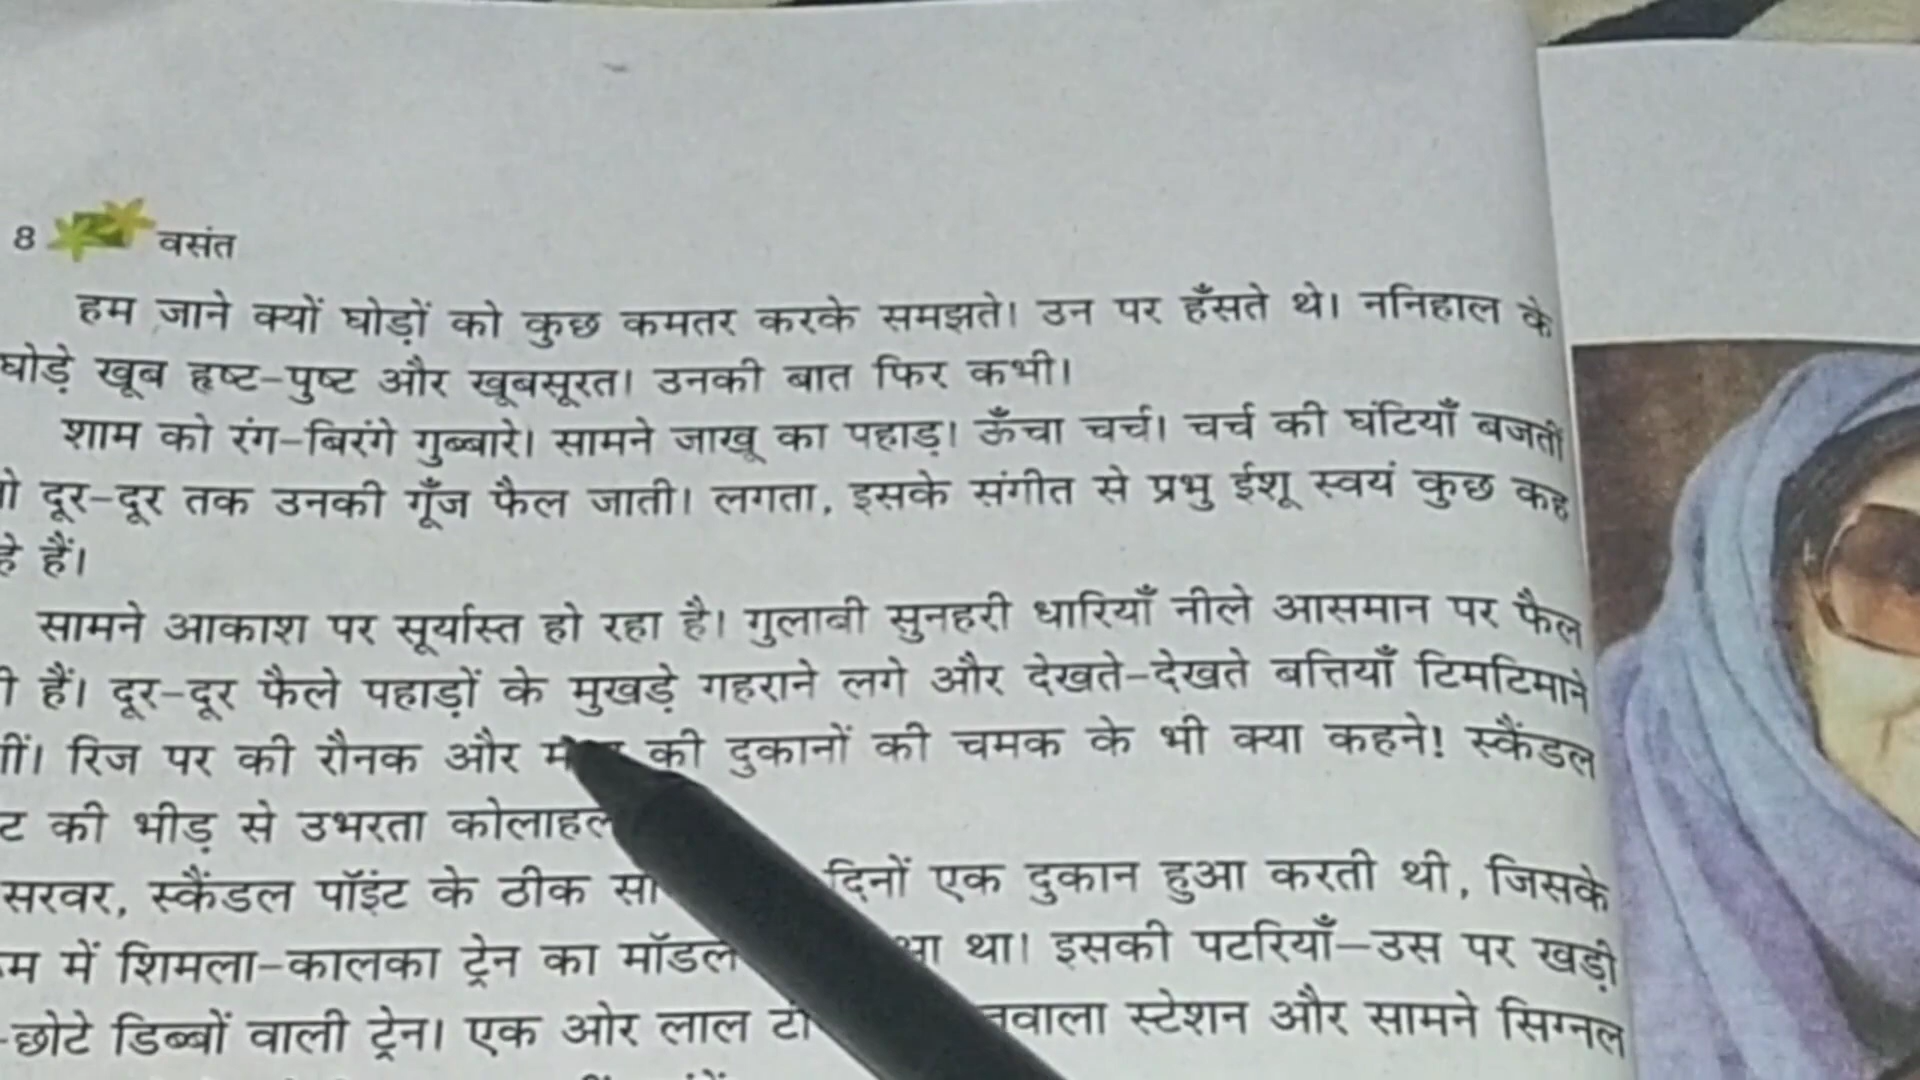 8 वसंत
हम जाने क्यों घोड़ों को कुछ कमतर करके समझते। उन पर हँसते थे। ननिहाल के
घोड़े खूब हृष्ट-पुष्ट और खूबसूरत। उनकी बात फिर कभी।
शाम को रंग-बिरंगे गुब्बारे। सामने जाखू का पहाड़। ऊँचा चर्च। चर्च की घंटियाँ बजतीं
दूर-दूर तक उनकी गूँज फैल जाती। लगता, इसके संगीत से प्रभु ईशू स्वयं कुछ कह
हैं।
सामने आकाश पर सूर्यास्त हो रहा है। गुलाबी सुनहरी धारियाँ नीले आसमान पर फैल
हैं। दूर-दूर फैले पहाड़ों के मुखड़े गहराने लगे और देखते-देखते बत्तियाँ टिमटिमाने
रिज पर की रौनक और की दुकानों की चमक के भी क्या कहने! स्कैंडल
की भीड़ से उभरता कोलाहल
सरवर, स्कैंडल पॉइंट के ठीक दिनों एक दुकान हुआ करती थी, जिसके
में शिमला-कालका ट्रेन का मॉडल था। इसकी पटरियाँ—उस पर खड़ी
-छोटे डिब्बों वाली ट्रेन। एक ओर लाल स्टेशन और सामने सिग्नल